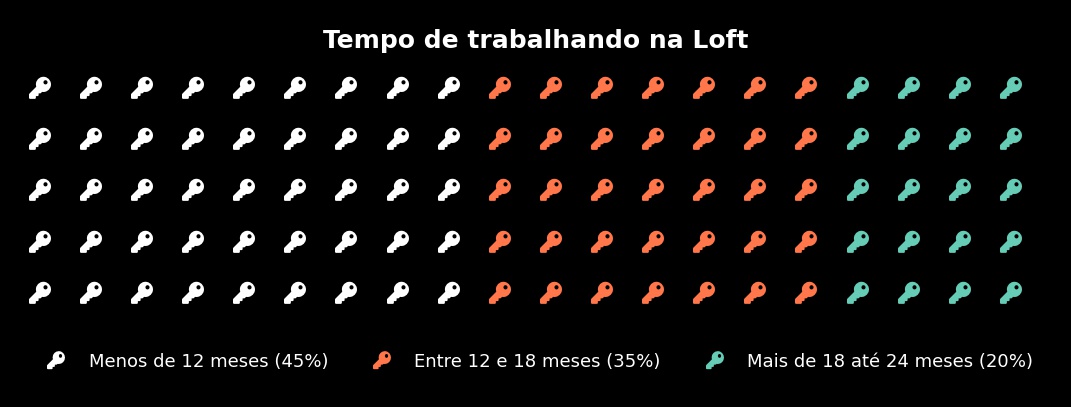 Tempo de trabalhando na Loft
Menos de 12 meses (45%) Entre 12 e 18 meses (35%) Mais de 18 até 24 meses (20%)